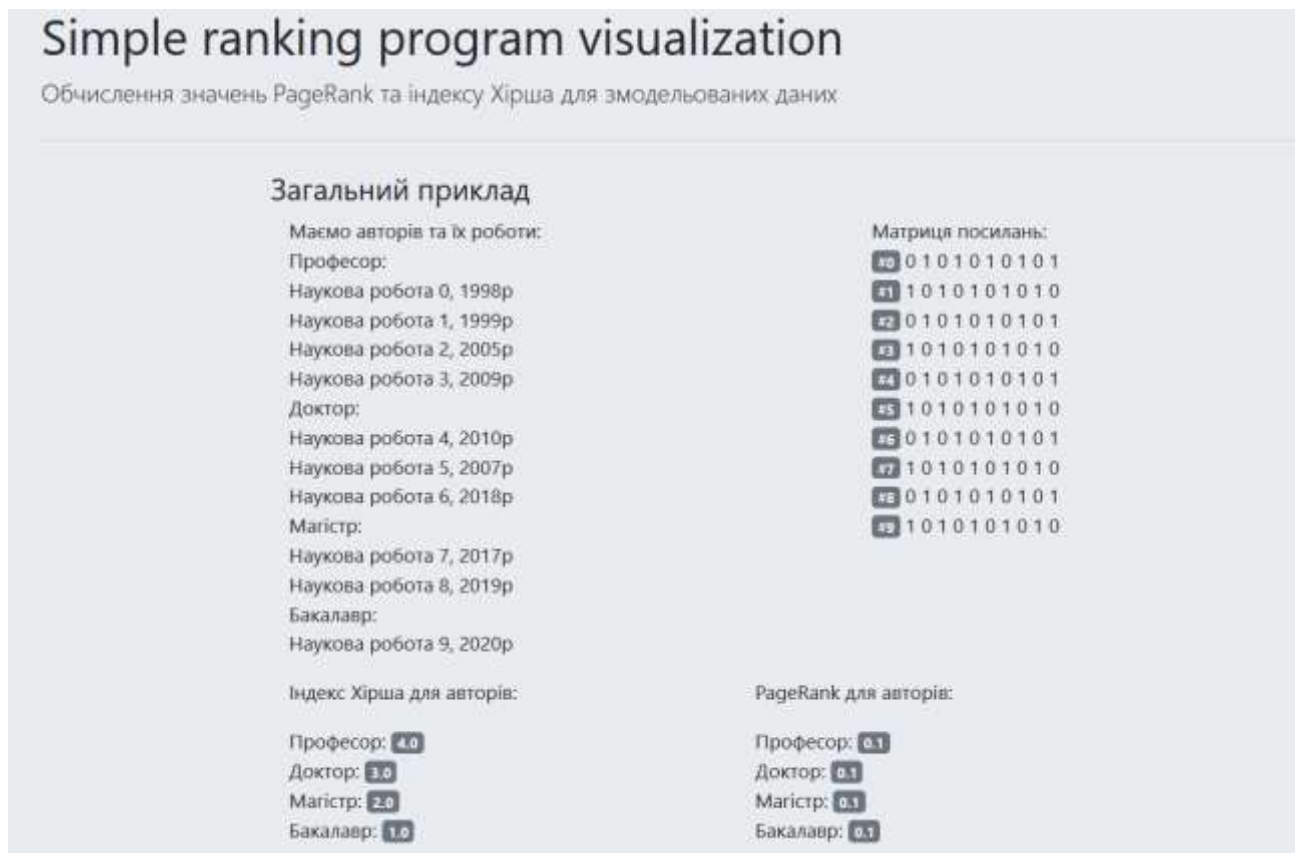 Simple ranking program visualization
Обчислення значень PageRank та індексу Хірша для змодельованих даних
Загальний приклад
Маємо авторів та їх роботи:
Професор:
Наукова робота 0, 1998р
Наукова робота 1, 1999р
Наукова робота 2, 2005р
Наукова робота 3, 2009р
Доктор:
Наукова робота 4, 2010р
Наукова робота 5, 2007р
Наукова робота 6, 2018р
Магістр:
Наукова робота 7, 2017р
Наукова робота 8, 2019р
Бакалавр:
Наукова робота 9, 2020р
Матриця посилань:
#0 0 1 0 1 0 1 0 1 0 1
#1 1 0 1 0 1 0 1 0 1 0
#2 0 1 0 1 0 1 0 1 0 1
#3 1 0 1 0 1 0 1 0 1 0
#4 0 1 0 1 0 1 0 1 0 1
#5 1 0 1 0 1 0 1 0 1 0
#6 0 1 0 1 0 1 0 1 0 1
#7 1 0 1 0 1 0 1 0 1 0
#8 0 1 0 1 0 1 0 1 0 1
#9 1 0 1 0 1 0 1 0 1 0
Індекс Хірша для авторів:
Професор: 4.0
Доктор: 3.0
Магістр: 2.0
Бакалавр: 1.0
PageRank для авторів:
Професор: 0.1
Доктор: 0.1
Магістр: 0.1
Бакалавр: 0.1